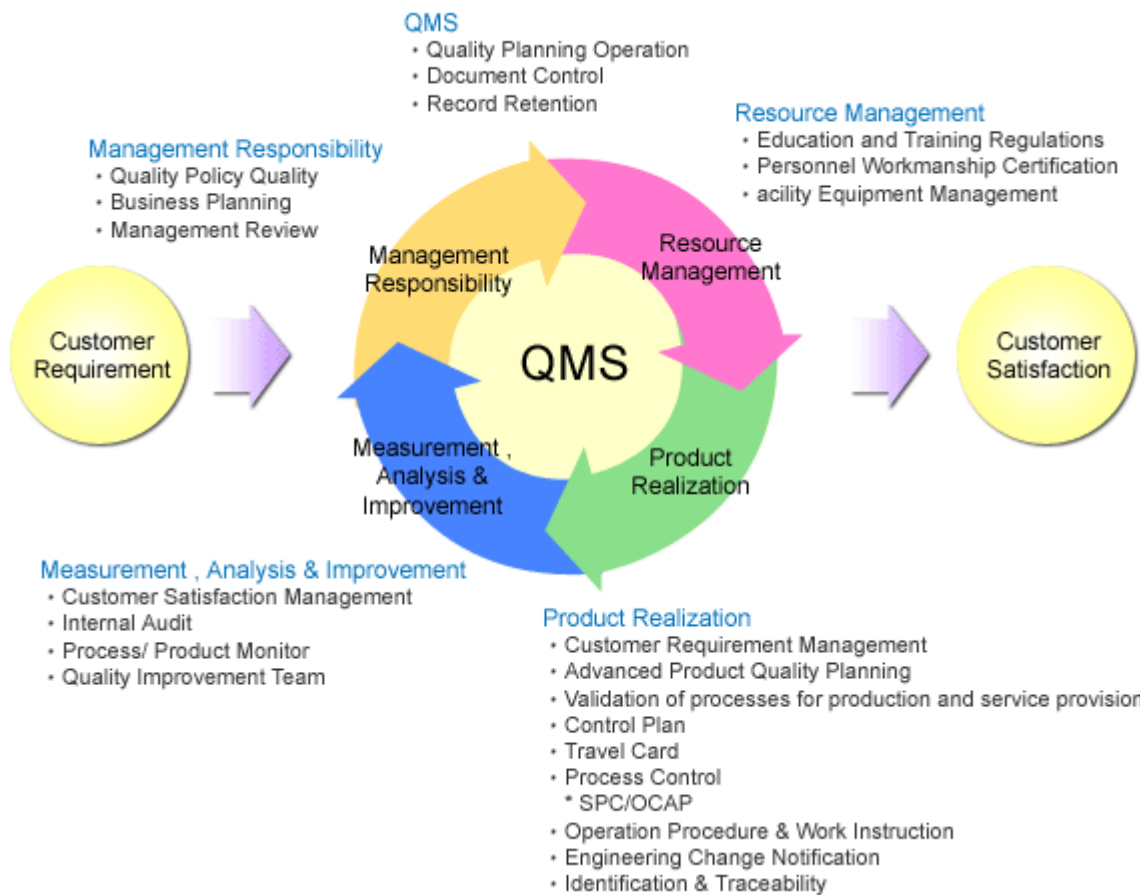 QMS
・Quality Planning Operation
・Document Control
・Record Retention
Management Responsibility
・Quality Policy Quality
・Business Planning
・Management Review
Resource Management
・Education and Training Regulations
・Personnel Workmanship Certification
・acility Equipment Management
Customer
Requirement
Management
Responsibility
Resource
Management
QMS
Measurement ,
Analysis &
Improvement
Product
Realization
Customer
Satisfaction
Measurement , Analysis & Improvement
・Customer Satisfaction Management
・Internal Audit
・Process/ Product Monitor
・Quality Improvement Team
Product Realization
・Customer Requirement Management
・Advanced Product Quality Planning
・Validation of processes for production and service provision
・Control Plan
・Travel Card
・Process Control
* SPC/OCAP
・Operation Procedure & Work Instruction
・Engineering Change Notification
・Identification & Traceability